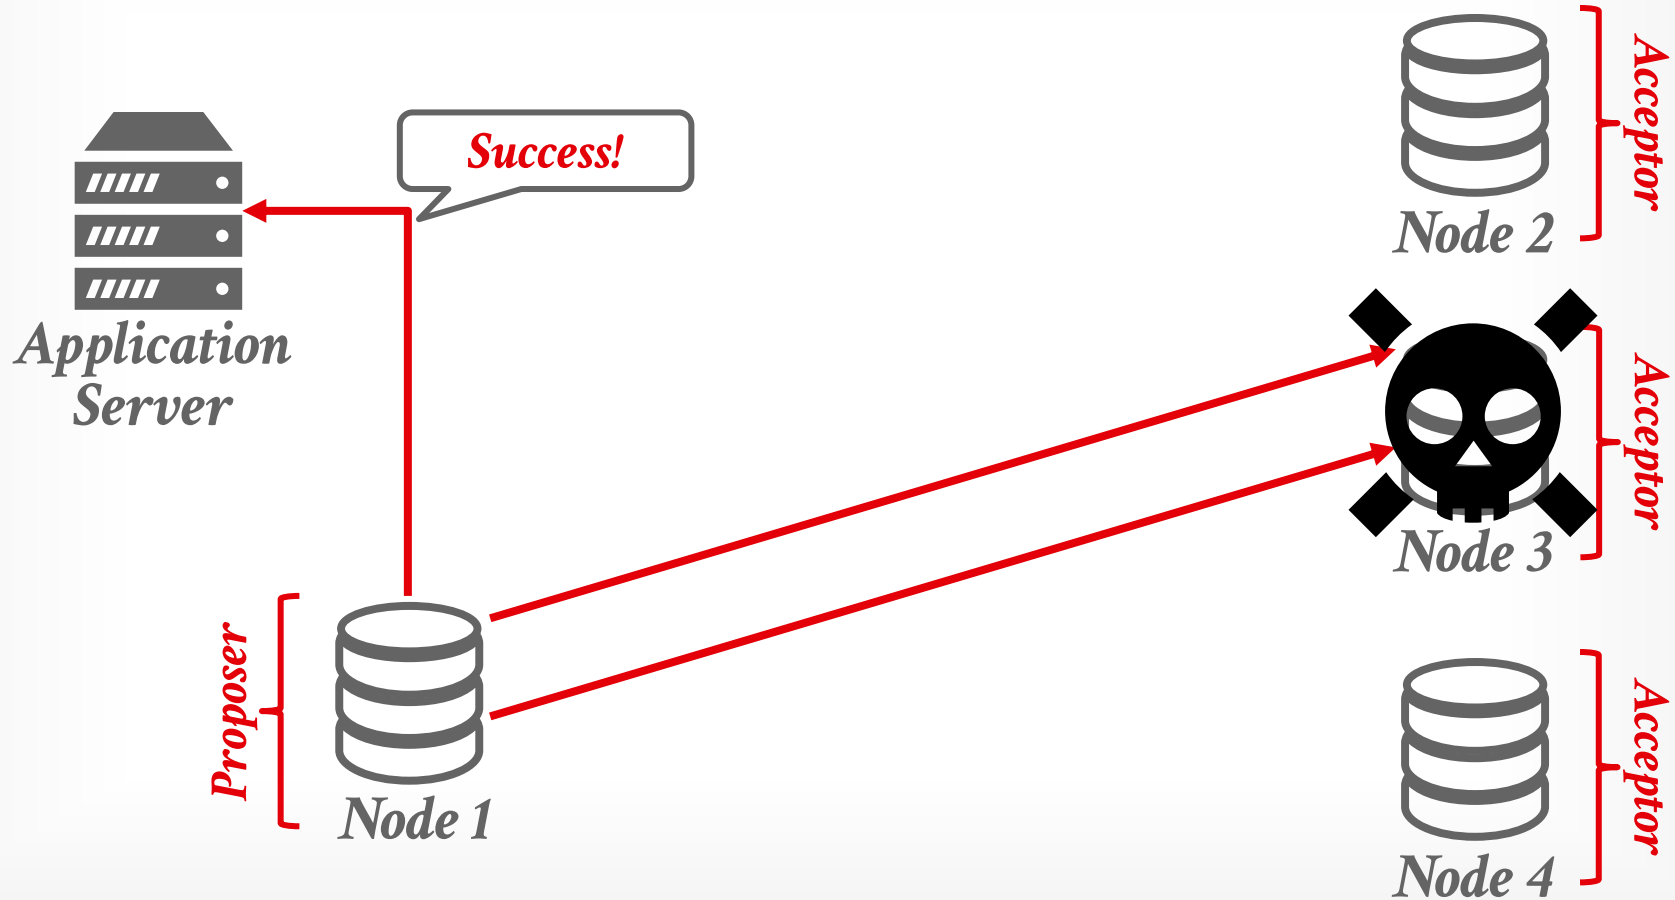 Success!
Application
Server
Node 2
Acceptor
Node 3
Acceptor
Proposer
Node 1
Node 4
Acceptor